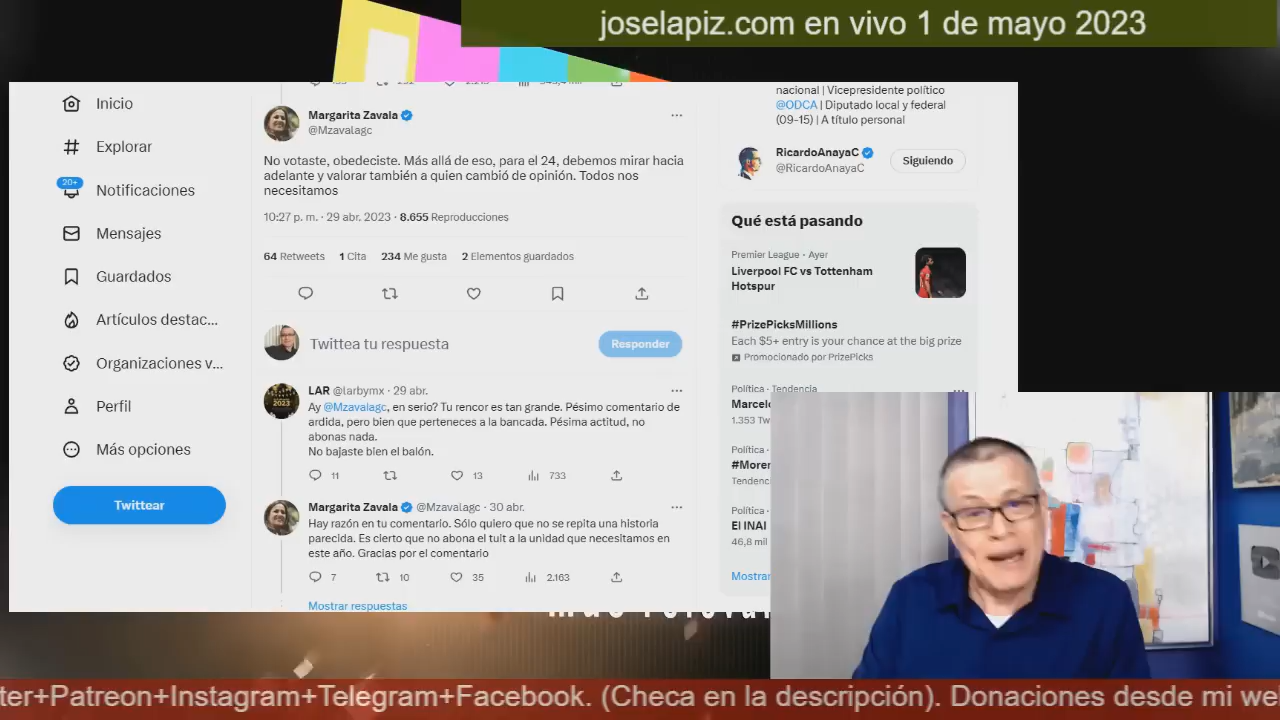 joselapiz.com en vivo 1 de mayo 2023
Inicio
Explorar
20+
Notificaciones
Mensajes
Guardados
Artículos destac...
Organizaciones v...
Perfil
Más opciones
Twittear
Margarita Zavala
@Mzavalagc
No votaste, obedeciste. Más allá de eso, para el 24, debemos mirar hacia
adelante y valorar también a quien cambió de opinión. Todos nos
necesitamos
10:27 p. m. · 29 abr. 2023 · 8.655 Reproducciones
64 Retweets 1 Cita 234 Me gusta 2 Elementos guardados
Twittea tu respuesta
Responder
LAR @larbymx · 29 abr.
Ay @Mzavalagc, en serio? Tu rencor es tan grande. Pésimo comentario de
ardida, pero bien que perteneces a la bancada. Pésima actitud, no
abonas nada.
No bajaste bien el balón.
11 13 733
Margarita Zavala @Mzavalagc · 30 abr.
Hay razón en tu comentario. Sólo quiero que no se repita una historia
parecida. Es cierto que no abona el tuit a la unidad que necesitamos en
este año. Gracias por el comentario
7 10 35 2.163
Mostrar respuestas
nacional | Vicepresidente político
@ODCA | Diputado local y federal
(09-15) | A título personal
RicardoAnayaC
@RicardoAnayaC
Siguiendo
Qué está pasando
Premier League · Ayer
Liverpool FC vs Tottenham
Hotspur
#PrizePicksMillions
Each $5+ entry is your chance at the big prize
Promocionado por PrizePicks
Política · Tendencia
Marcel
1.353 Tw
Política ·
#More
Tendenc
Política ·
El INAI
46,8 mil
Mostrar
ter+Patreon+Instagram+Telegram+Facebook. (Checa en la descripción). Donaciones desde mi we